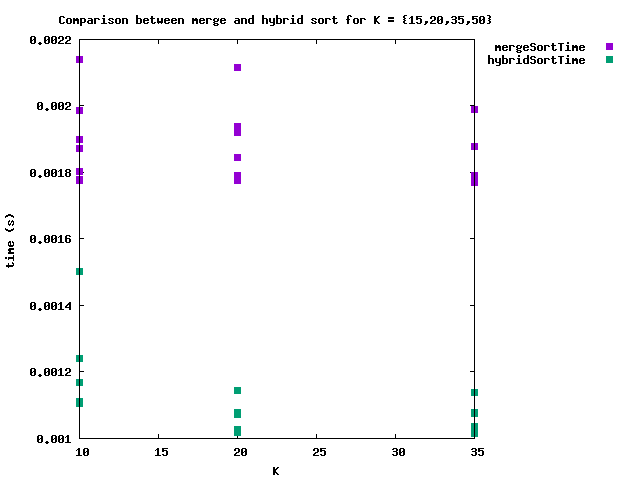 Comparison between merge and hybrid sort for K = {15,20,35,50}
mergeSortTime
hybridSortTime
0.0022
0.002
0.0018
0.0016
0.0014
0.0012
0.001
time (s)
10 15 20 25 30 35
K